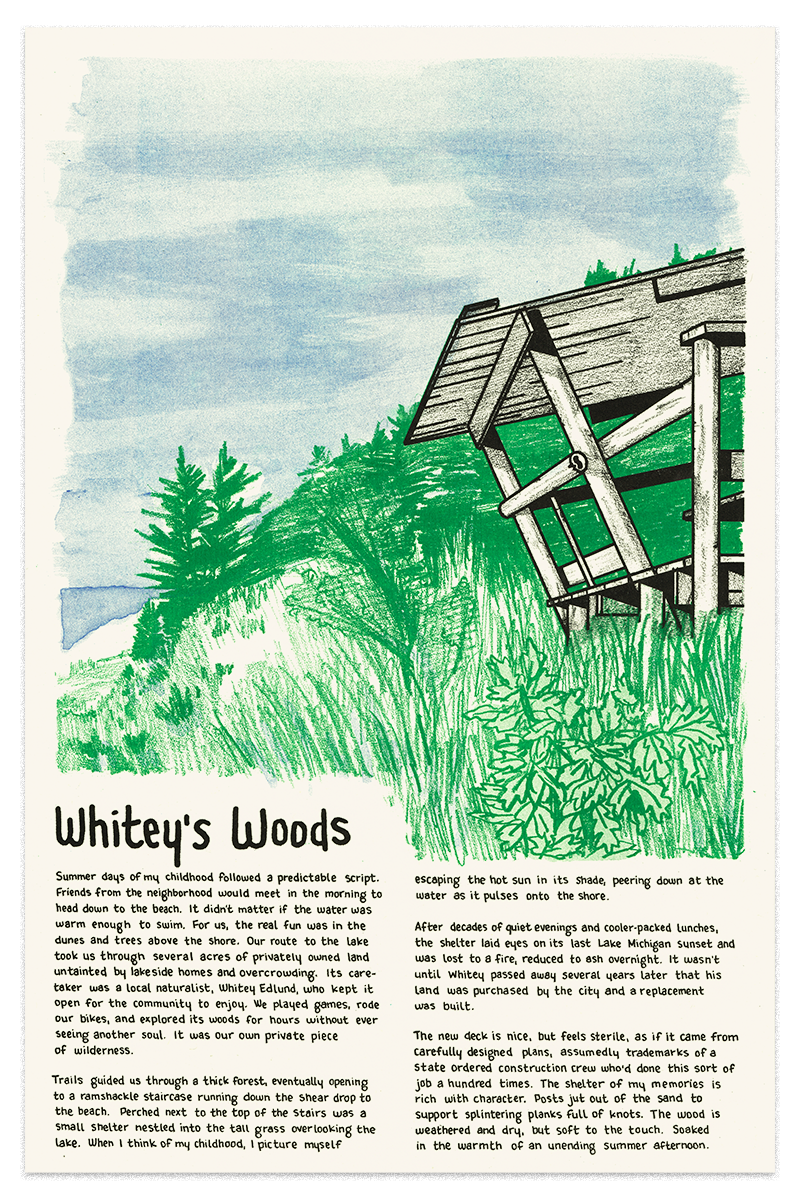 Whitey's Woods
Summer days of my childhood followed a predictable script.
Friends from the neighborhood would meet in the morning to
head down to the beach. It didn't matter if the water was
warm enough to swim. For us, the real fun was in the
dunes and trees above the shore. Our route to the lake
took us through several acres of privately owned land
untainted by lakeside homes and overcrowding. Its care-
taker was a local naturalist, Whitey Edlund, who kept it
open for the community to enjoy. We played games, rode
our bikes, and explored its woods for hours without ever
seeing another soul. It was our own private piece
of wilderness.
Trails guided us through a thick forest, eventually opening
to a ramshackle staircase running down the shear drop to
the beach. Perched next to the top of the stairs was a
small shelter nestled into the tall grass overlooking the
lake. When I think of my childhood, I picture myself
escaping the hot sun in its shade, peering down at the
water as it pulses onto the shore.
After decades of quiet evenings and cooler-packed lunches,
the shelter laid eyes on its last Lake Michigan sunset and
was lost to a fire, reduced to ash overnight. It wasn't
until Whitey passed away several years later that his
land was purchased by the city and a replacement
was built.
The new deck is nice, but feels sterile, as if it came from
carefully designed plans, assumedly trademarks of a
state ordered construction crew who'd done this sort of
job a hundred times. The shelter of my memories is
rich with character. Posts jut out of the sand to
support splintering planks full of knots. The wood is
weathered and dry, but soft to the touch. Soaked
in the warmth of an unending summer afternoon.